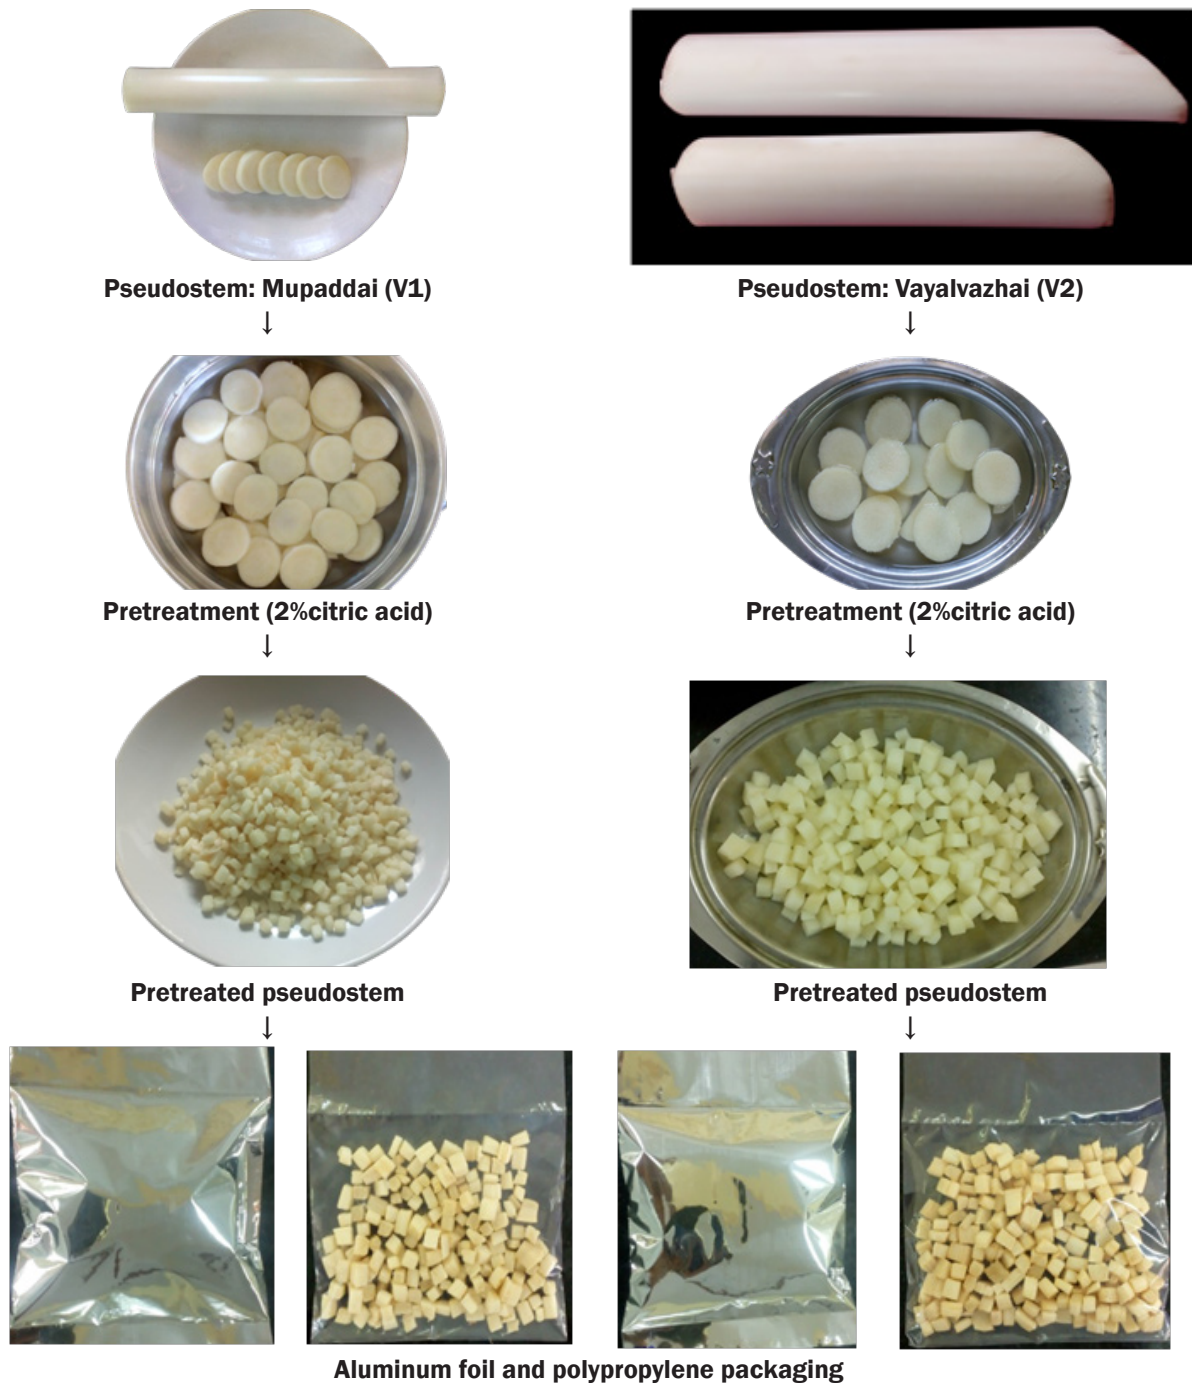 Pseudostem: Mupaddai (V1)
Pseudostem: Vayalvazhai (V2)
↓
↓
Pretreatment (2%citric acid)
Pretreatment (2%citric acid)
↓
↓
Pretreated pseudostem
Pretreated pseudostem
↓
↓
Aluminum foil and polypropylene packaging